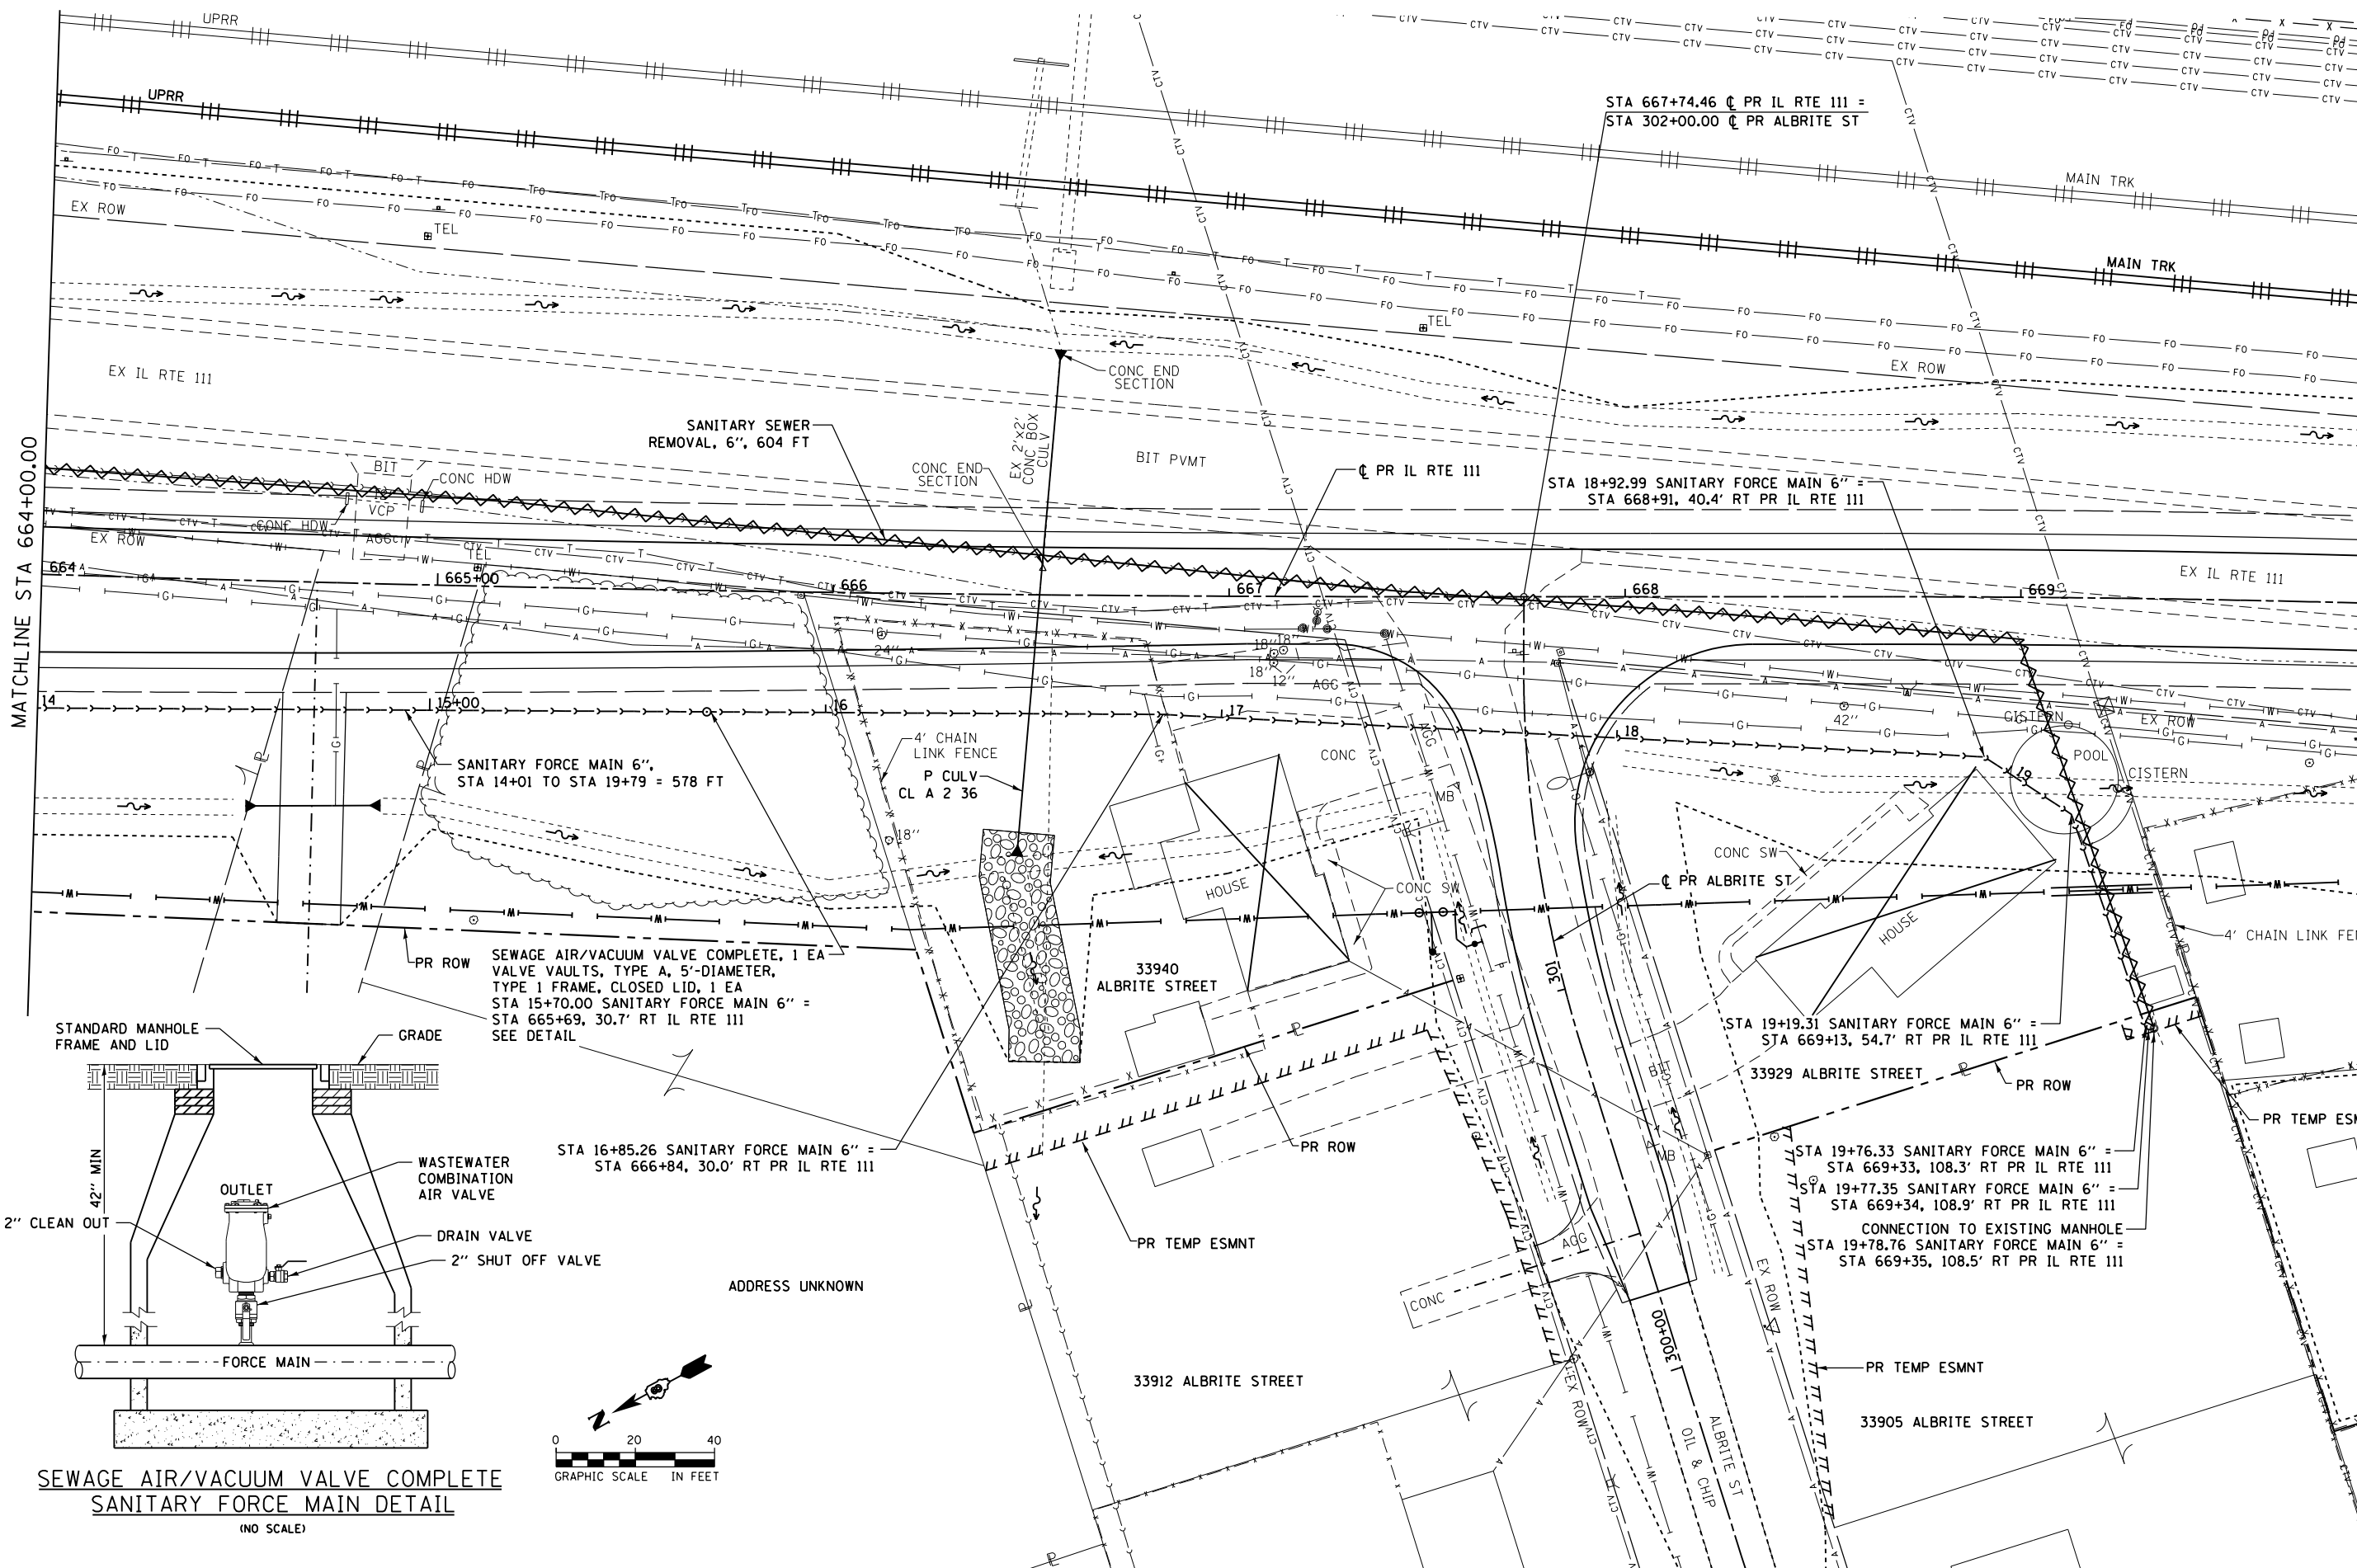 UPRR
UPRR
STA 667+74.46 ℄ PR IL RTE 111 =
STA 302+00.00 ℄ PR ALBRITE ST
MAIN TRK
MAIN TRK
EX ROW
TEL
TEL
EX ROW
EX IL RTE 111
CONC END
SECTION
SANITARY SEWER
REMOVAL, 6", 604 FT
EX 2'x2'
CONC BOX
CULV
BIT PVMT
CONC END
SECTION
℄ PR IL RTE 111
STA 18+92.99 SANITARY FORCE MAIN 6" =
STA 668+91, 40.4' RT PR IL RTE 111
MATCHLINE STA 664+00.00
BIT
CONC HDW
VCP
CONC HDW
EX ROW
AGG
TEL
EX IL RTE 111
664
665+00
666
667
668
669
24"
18"
18"
18"
12"
AGG
14
15+00
16
17
18
19
42"
CISTERN
EX ROW
POOL
CISTERN
4' CHAIN
LINK FENCE
P CULV
CL A 2 36
SANITARY FORCE MAIN 6",
STA 14+01 TO STA 19+79 = 578 FT
CONC
AGG
MB
18"
HOUSE
CONC SW
CONC SW
℄ PR ALBRITE ST
HOUSE
4' CHAIN LINK FE
PR ROW
SEWAGE AIR/VACUUM VALVE COMPLETE, 1 EA
VALVE VAULTS, TYPE A, 5'-DIAMETER,
TYPE 1 FRAME, CLOSED LID, 1 EA
STA 15+70.00 SANITARY FORCE MAIN 6" =
STA 665+69, 30.7' RT IL RTE 111
SEE DETAIL
33940
ALBRITE STREET
301
STA 19+19.31 SANITARY FORCE MAIN 6" =
STA 669+13, 54.7' RT PR IL RTE 111
33929 ALBRITE STREET
BIT
PR ROW
PR TEMP ES
STANDARD MANHOLE
FRAME AND LID
GRADE
42" MIN
WASTEWATER
COMBINATION
AIR VALVE
OUTLET
2" CLEAN OUT
DRAIN VALVE
2" SHUT OFF VALVE
FORCE MAIN
STA 16+85.26 SANITARY FORCE MAIN 6" =
STA 666+84, 30.0' RT PR IL RTE 111
PR ROW
MB
STA 19+76.33 SANITARY FORCE MAIN 6" =
STA 669+33, 108.3' RT PR IL RTE 111
STA 19+77.35 SANITARY FORCE MAIN 6" =
STA 669+34, 108.9' RT PR IL RTE 111
CONNECTION TO EXISTING MANHOLE
STA 19+78.76 SANITARY FORCE MAIN 6" =
STA 669+35, 108.5' RT PR IL RTE 111
PR TEMP ESMNT
AGG
CONC
EX ROW
ADDRESS UNKNOWN
300+00
PR TEMP ESMNT
33912 ALBRITE STREET
EX ROW
33905 ALBRITE STREET
ALBRITE ST
OIL & CHIP
N
0 20 40
GRAPHIC SCALE IN FEET
SEWAGE AIR/VACUUM VALVE COMPLETE
SANITARY FORCE MAIN DETAIL
(NO SCALE)